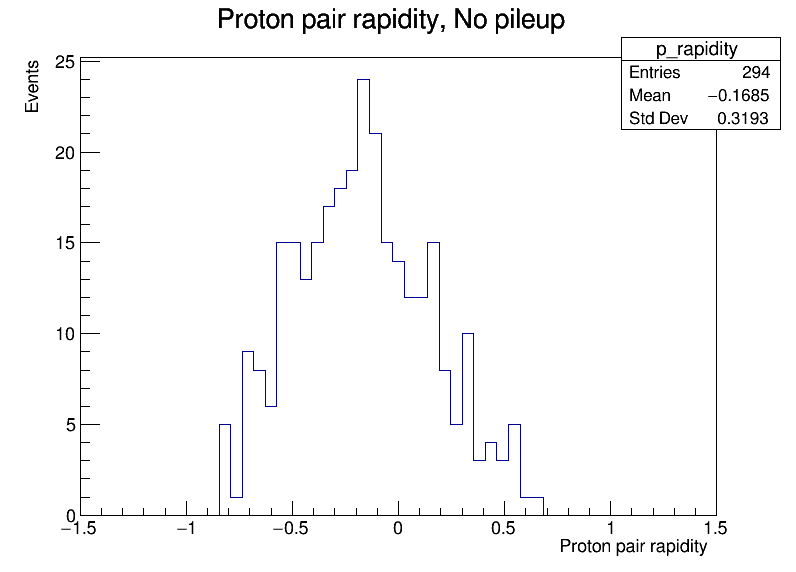 Proton pair rapidity, No pileup
p_rapidity
Entries 294
Mean −0.1685
Std Dev 0.3193
Events
25
20
15
10
5
0
−1.5 −1 −0.5 0 0.5 1 1.5
Proton pair rapidity